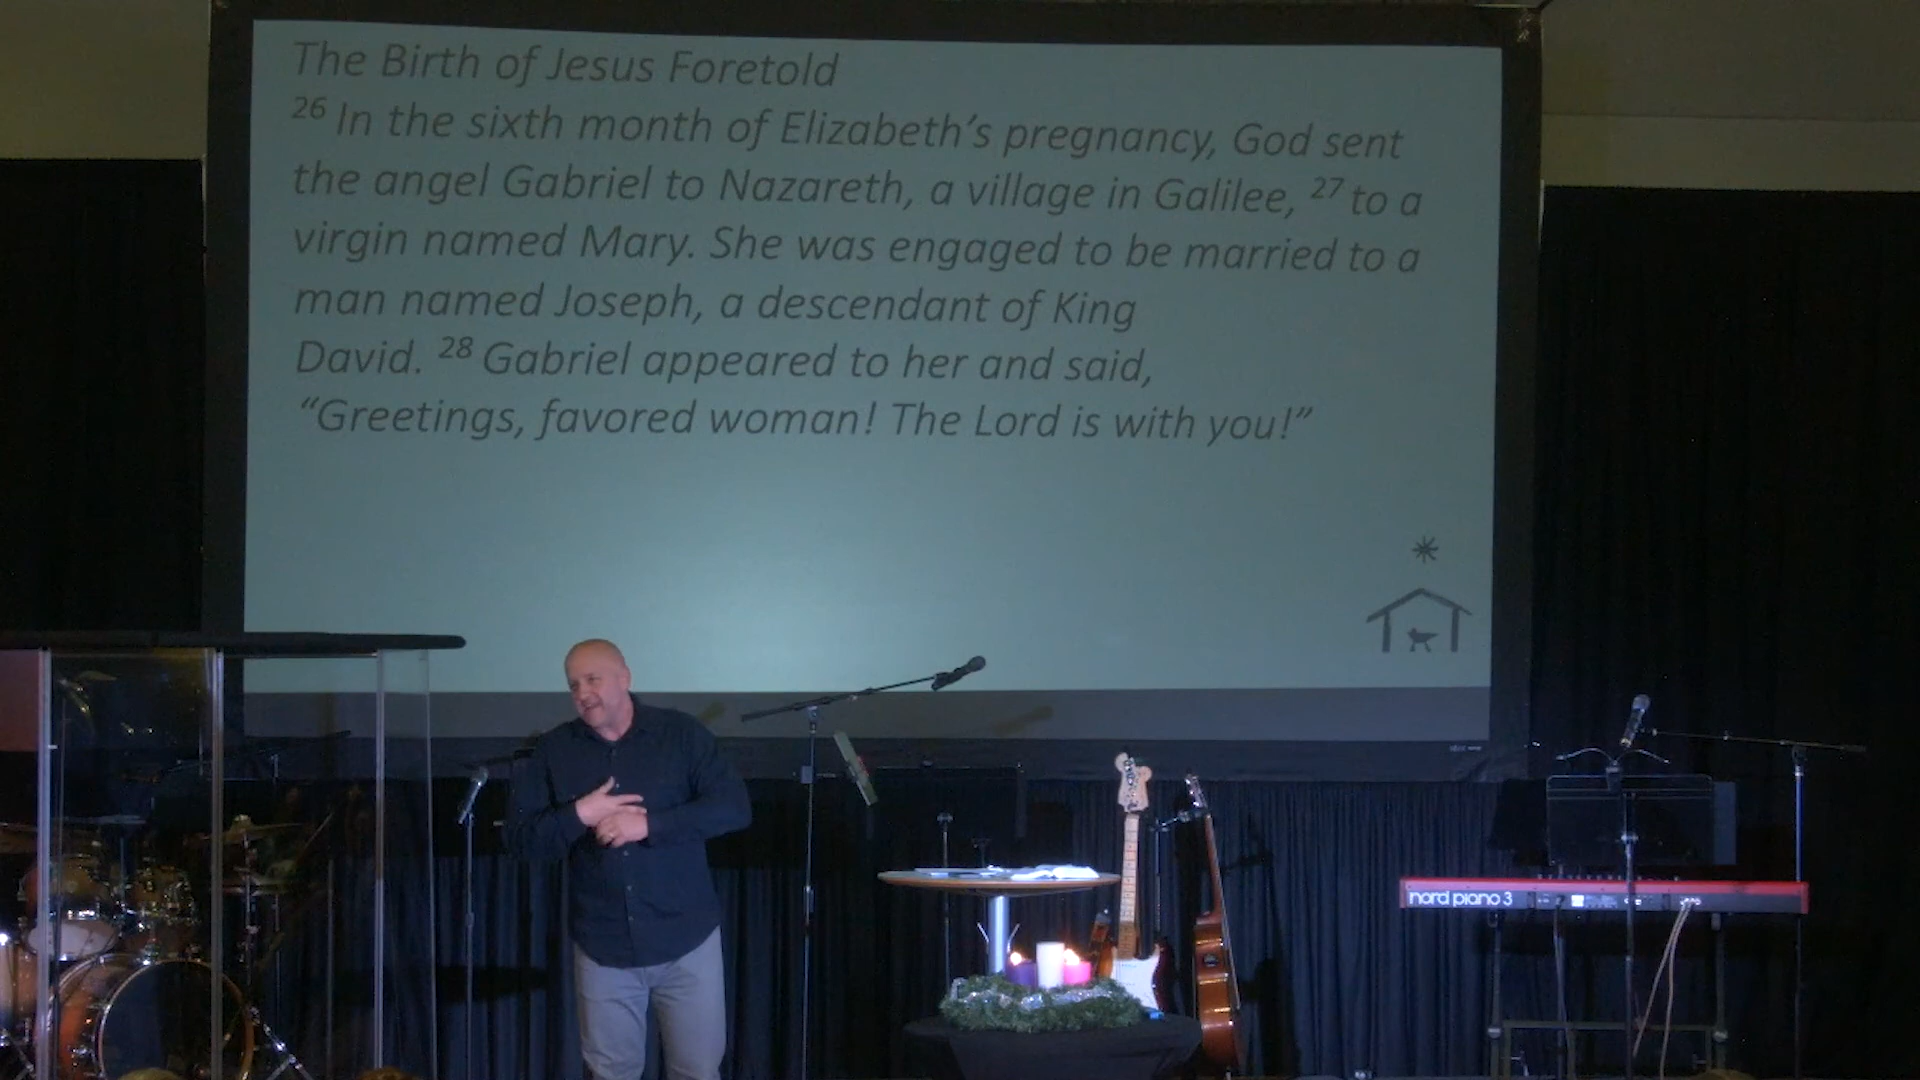 The Birth of Jesus Foretold
26 In the sixth month of Elizabeth’s pregnancy, God sent
the angel Gabriel to Nazareth, a village in Galilee, 27 to a
virgin named Mary. She was engaged to be married to a
man named Joseph, a descendant of King
David. 28 Gabriel appeared to her and said,
“Greetings, favored woman! The Lord is with you!”
nord piano 3